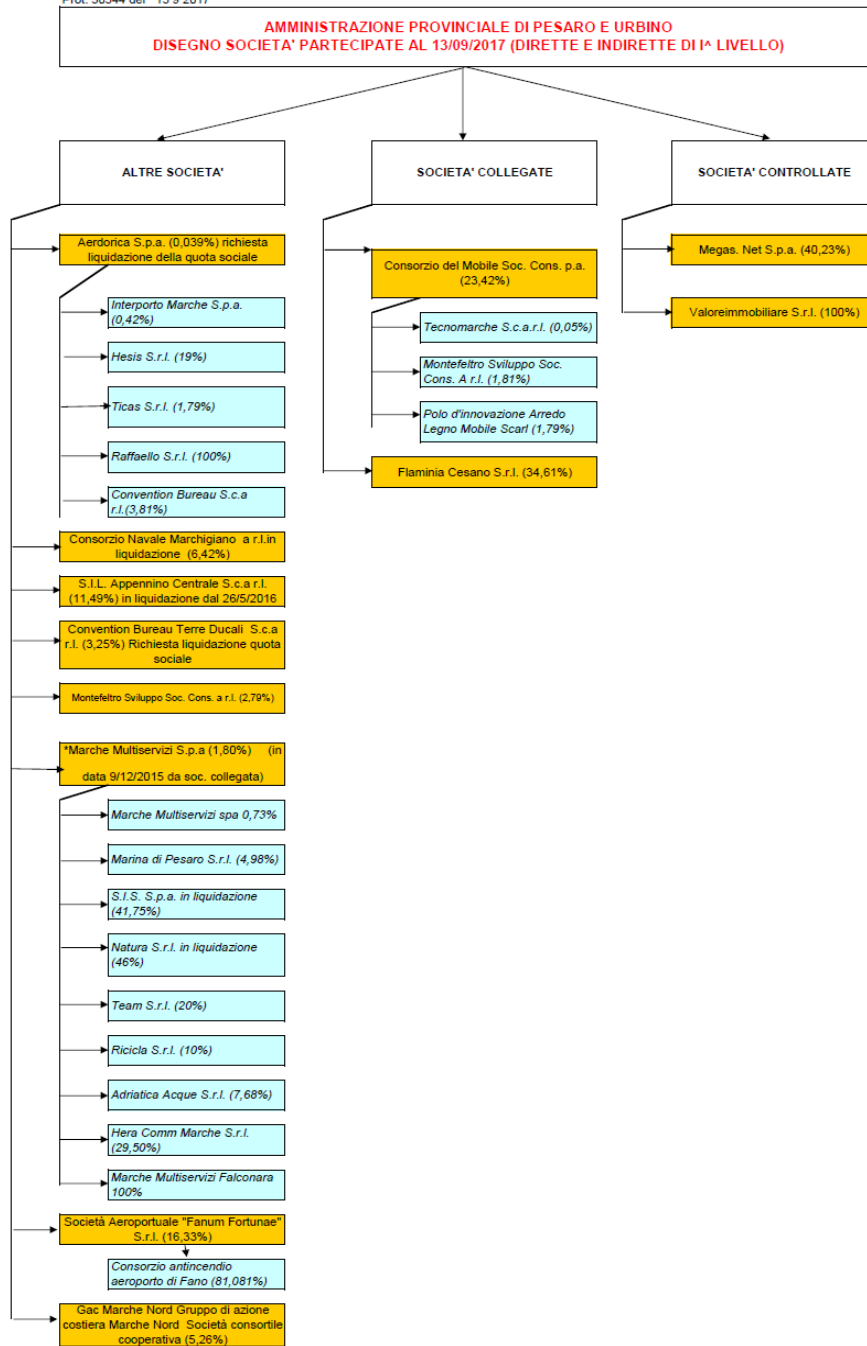 Prot. 30344 del 13 9 2017
AMMINISTRAZIONE PROVINCIALE DI PESARO E URBINO
DISEGNO SOCIETA' PARTECIPATE AL 13/09/2017 (DIRETTE E INDIRETTE DI I^ LIVELLO)
ALTRE SOCIETA'
SOCIETA' COLLEGATE
SOCIETA' CONTROLLATE
Aerdorica S.p.a. (0,039%) richiesta
liquidazione della quota sociale
Interporto Marche S.p.a.
(0,42%)
Hesis S.r.l. (19%)
Ticas S.r.l. (1,79%)
Raffaello S.r.l. (100%)
Convention Bureau S.c.a
r.l.(3,81%)
Consorzio Navale Marchigiano a r.l.in
liquidazione (6,42%)
S.I.L. Appennino Centrale S.c.a r.l.
(11,49%) in liquidazione dal 26/5/2016
Convention Bureau Terre Ducali S.c.a
r.l. (3,25%) Richiesta liquidazione quota
sociale
Montefeltro Sviluppo Soc. Cons. a r.l. (2,79%)
*Marche Multiservizi S.p.a (1,80%) (in
data 9/12/2015 da soc. collegata)
Marche Multiservizi spa 0,73%
Marina di Pesaro S.r.l. (4,98%)
S.I.S. S.p.a. in liquidazione
(41,75%)
Natura S.r.l. in liquidazione
(46%)
Team S.r.l. (20%)
Ricicla S.r.l. (10%)
Adriatica Acque S.r.l. (7,68%)
Hera Comm Marche S.r.l.
(29,50%)
Marche Multiservizi Falconara
100%
Società Aeroportuale "Fanum Fortunae"
S.r.l. (16,33%)
Consorzio antincendio
aeroporto di Fano (81,081%)
Gac Marche Nord Gruppo di azione
costiera Marche Nord Società consortile
cooperativa (5,26%)
Consorzio del Mobile Soc. Cons. p.a.
(23,42%)
Tecnomarche S.c.a.r.l. (0,05%)
Montefeltro Sviluppo Soc.
Cons. A r.l. (1,81%)
Polo d'innovazione Arredo
Legno Mobile Scarl (1,79%)
Flaminia Cesano S.r.l. (34,61%)
Megas. Net S.p.a. (40,23%)
Valoreimmobiliare S.r.l. (100%)